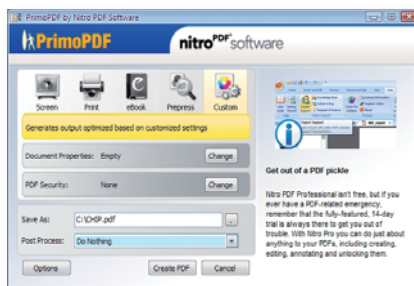 PrimoPDF by Nitro PDF Software
PrimoPDF
nitro PDF software
Screen
Print
eBook
Prepress
Custom
Generates output optimized based on customized settings
Document Properties: Empty
Change
PDF Security: None
Change
Save As: C:\CHIP.pdf
...
Post Process: Do Nothing
Options
Create PDF
Cancel
Get out of a PDF pickle
Nitro PDF Professional isn't free, but if you
ever have a PDF-related emergency,
remember that the fully-featured, 14-day
trial is always there to get you out of
trouble. With Nitro Pro you can do just about
anything to your PDFs, including creating,
editing, annotating and unlocking them.